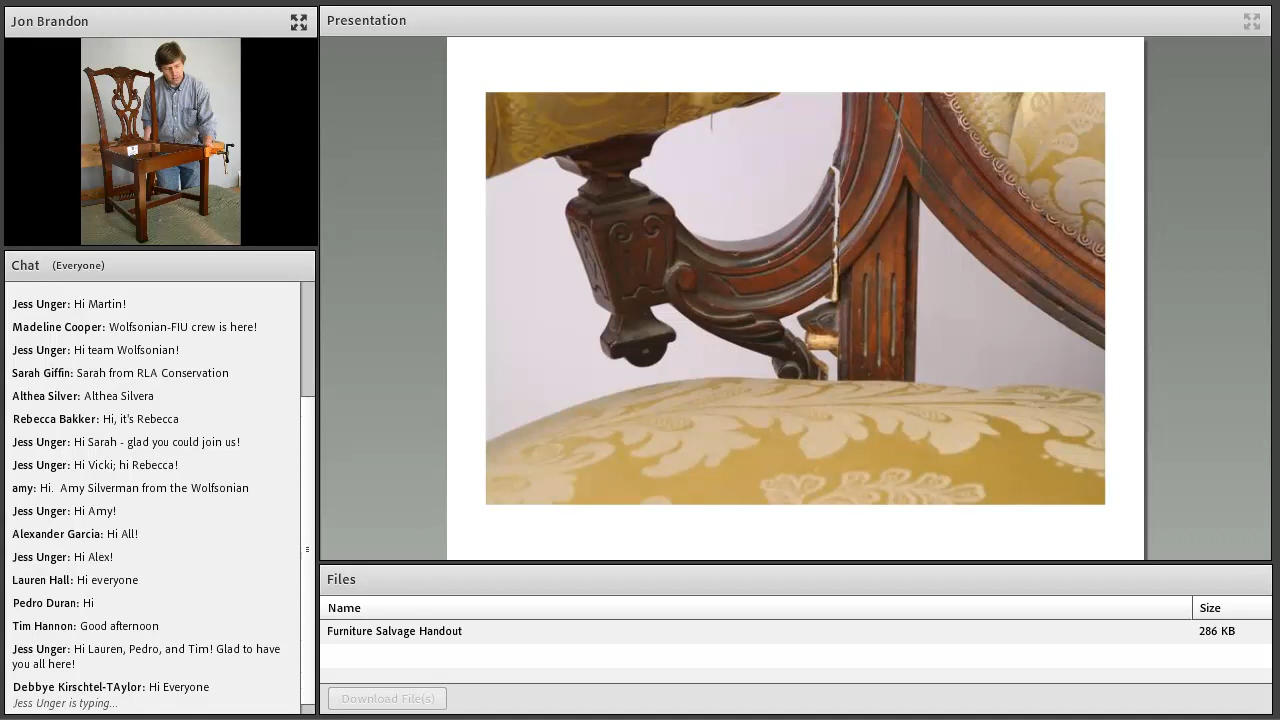 Jon Brandon
Presentation
Chat (Everyone)
Jess Unger: Hi Martin!
Madeline Cooper: Wolfsonian-FIU crew is here!
Jess Unger: Hi team Wolfsonian!
Sarah Giffin: Sarah from RLA Conservation
Althea Silver: Althea Silvera
Rebecca Bakker: Hi, it's Rebecca
Jess Unger: Hi Sarah - glad you could join us!
Jess Unger: Hi Vicki; hi Rebecca!
amy: Hi.  Amy Silverman from the Wolfsonian
Jess Unger: Hi Amy!
Alexander Garcia: Hi All!
Jess Unger: Hi Alex!
Lauren Hall: Hi everyone
Pedro Duran: Hi
Tim Hannon: Good afternoon
Jess Unger: Hi Lauren, Pedro, and Tim! Glad to have
you all here!
Debbye Kirschtel-TAylor: Hi Everyone
Jess Unger is typing...
Files
Name Size
Furniture Salvage Handout 286 KB
Download File(s)